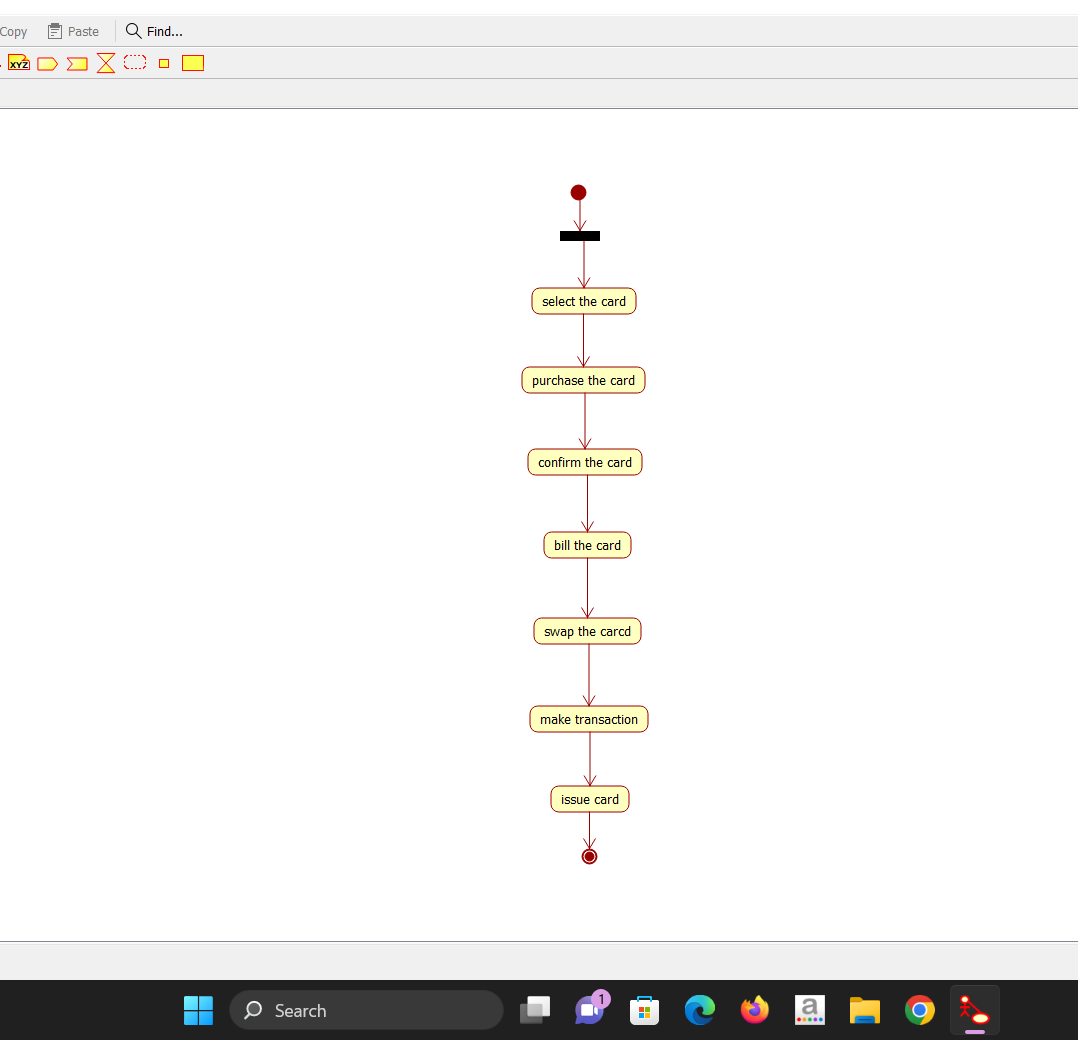 Copy Paste Find...
XYZ
select the card
purchase the card
confirm the card
bill the card
swap the carcd
make transaction
issue card
Search 1 a